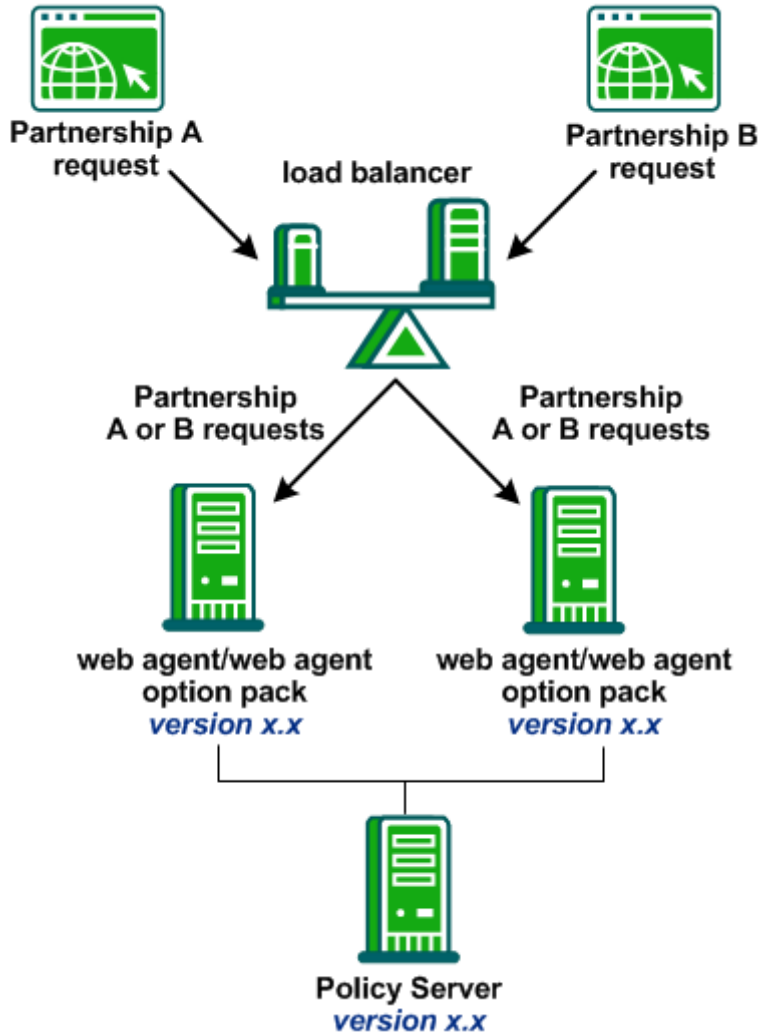 Partnership A
request
Partnership B
request
load balancer
Partnership
A or B requests
Partnership
A or B requests
web agent/web agent
option pack
version x.x
web agent/web agent
option pack
version x.x
Policy Server
version x.x